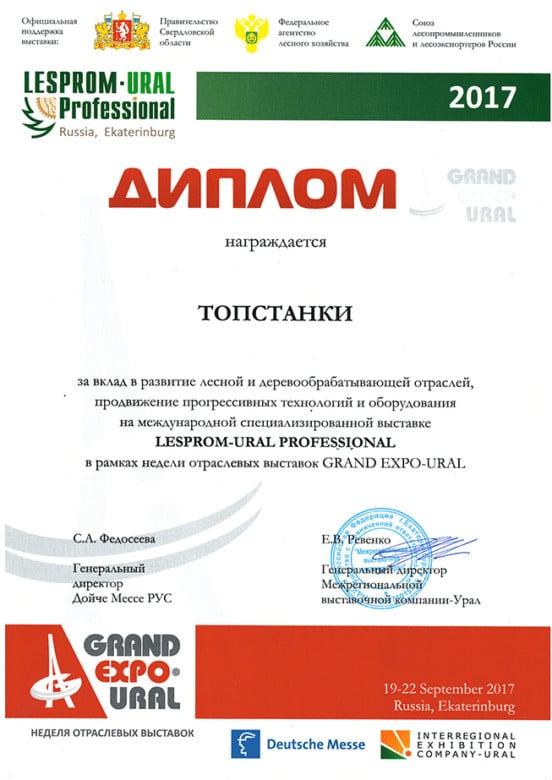 Официальная
поддержка
выставки:
Правительство
Свердловской
области
Федеральное
агентство
лесного хозяйства
Союз
лесопромышленников
и лесоэкспортеров России
LESPROM-URAL
Professional
Russia, Ekaterinburg
2017
ДИПЛОМ
GRAND
EXPO
URAL
награждается
ТОПСТАНКИ
за вклад в развитие лесной и деревообрабатывающей отраслей,
продвижение прогрессивных технологий и оборудования
на международной специализированной выставке
LESPROM-URAL PROFESSIONAL
в рамках недели отраслевых выставок GRAND EXPO-URAL
С.А. Федосеева
Генеральный
директор
Дойче Мессе РУС
Е.В. Ревенко
Генеральный директор
Межрегиональной
выставочной компании-Урал
GRAND
EXPO
URAL
НЕДЕЛЯ ОТРАСЛЕВЫХ ВЫСТАВОК
19-22 September 2017
Russia, Ekaterinburg
Deutsche Messe
INTERREGIONAL
EXHIBITION
COMPANY-URAL